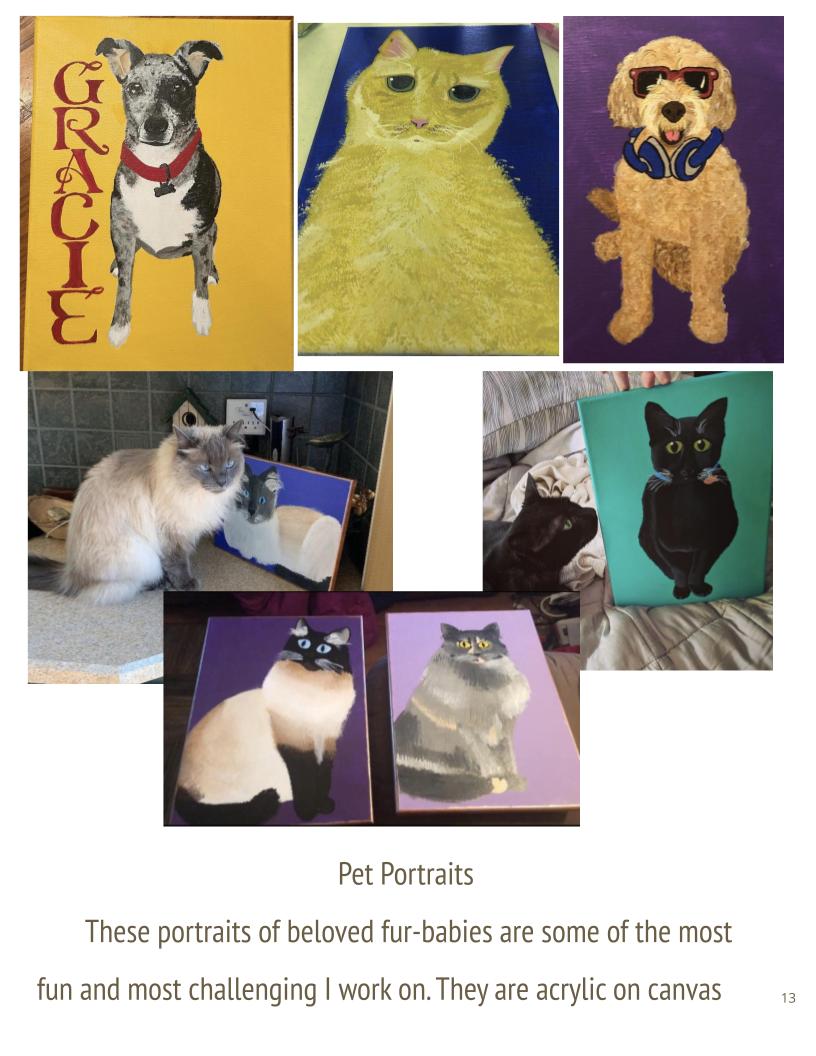 GRACIE
Pet Portraits
These portraits of beloved fur-babies are some of the most
fun and most challenging I work on. They are acrylic on canvas
13